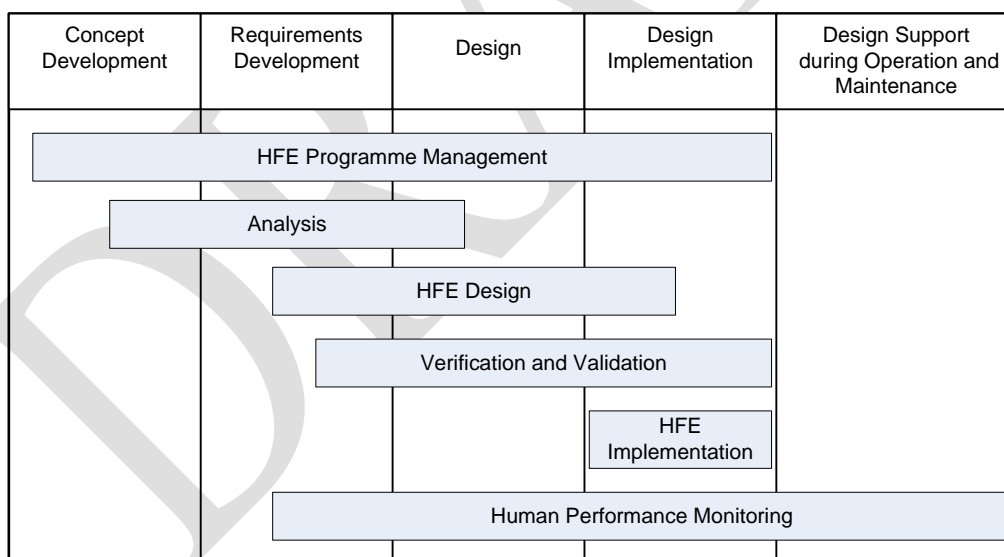 Concept
Development
Requirements
Development
Design
Design
Implementation
Design Support
during Operation and
Maintenance
HFE Programme Management
Analysis
HFE Design
Verification and Validation
HFE
Implementation
Human Performance Monitoring